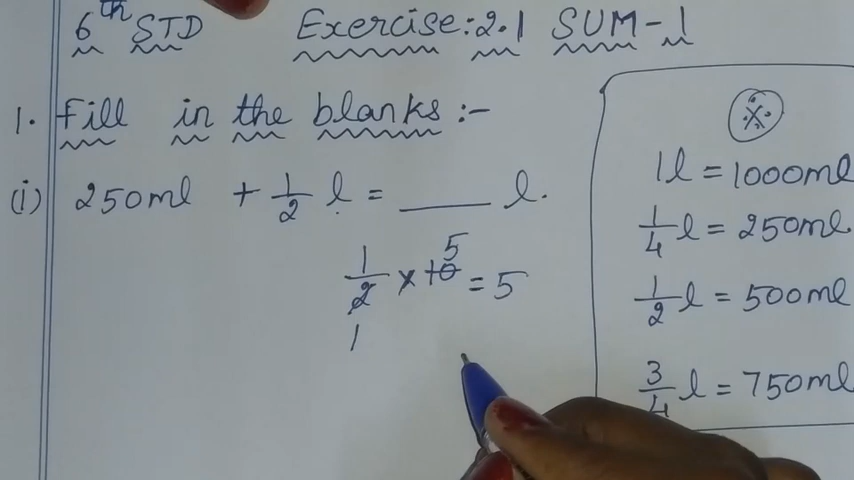 6th STD Exercise: 2.1 SUM-1
1. Fill in the blanks :-
(i) 250ml + 1/2 l = ____ l.
1/2 × 10 = 5
5
1
※
1l = 1000ml
1/4 l = 250ml.
1/2 l = 500ml
3/4 l = 750ml